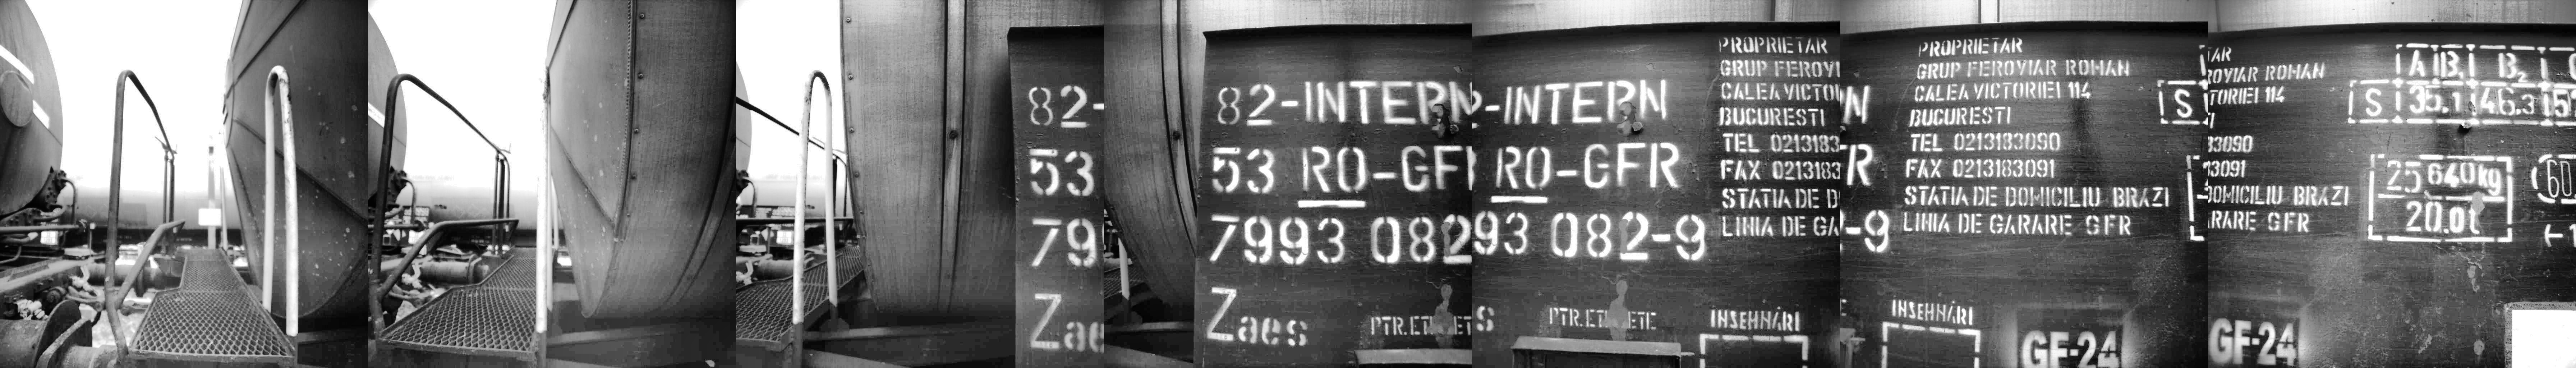 82-INTERN
53 RO-GFR
7993 082-9
Zaes
PTR.
PROPRIETAR
GRUP FEROVIAR ROMAN
CALEA VICTORIEI 114
BUCURESTI
TEL 0213183090
FAX 0213183091
STATIA DE DOMICILIU BRAZI
LINIA DE GARARE GFR
INSEMNĂRI
GF-24
A B1 B2
S 35.1 46.3
25 640kg
20.0t
60